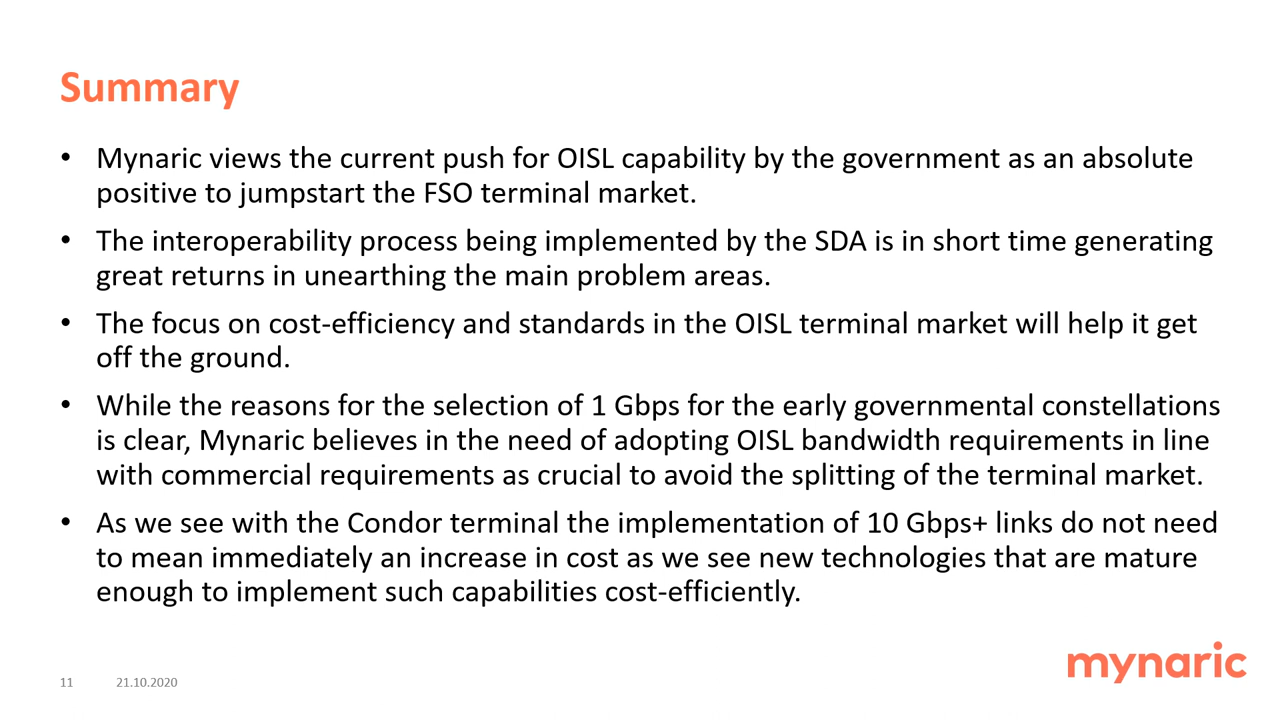 Summary
• Mynaric views the current push for OISL capability by the government as an absolute
positive to jumpstart the FSO terminal market.
• The interoperability process being implemented by the SDA is in short time generating
great returns in unearthing the main problem areas.
• The focus on cost-efficiency and standards in the OISL terminal market will help it get
off the ground.
• While the reasons for the selection of 1 Gbps for the early governmental constellations
is clear, Mynaric believes in the need of adopting OISL bandwidth requirements in line
with commercial requirements as crucial to avoid the splitting of the terminal market.
• As we see with the Condor terminal the implementation of 10 Gbps+ links do not need
to mean immediately an increase in cost as we see new technologies that are mature
enough to implement such capabilities cost-efficiently.
mynaric
11 21.10.2020